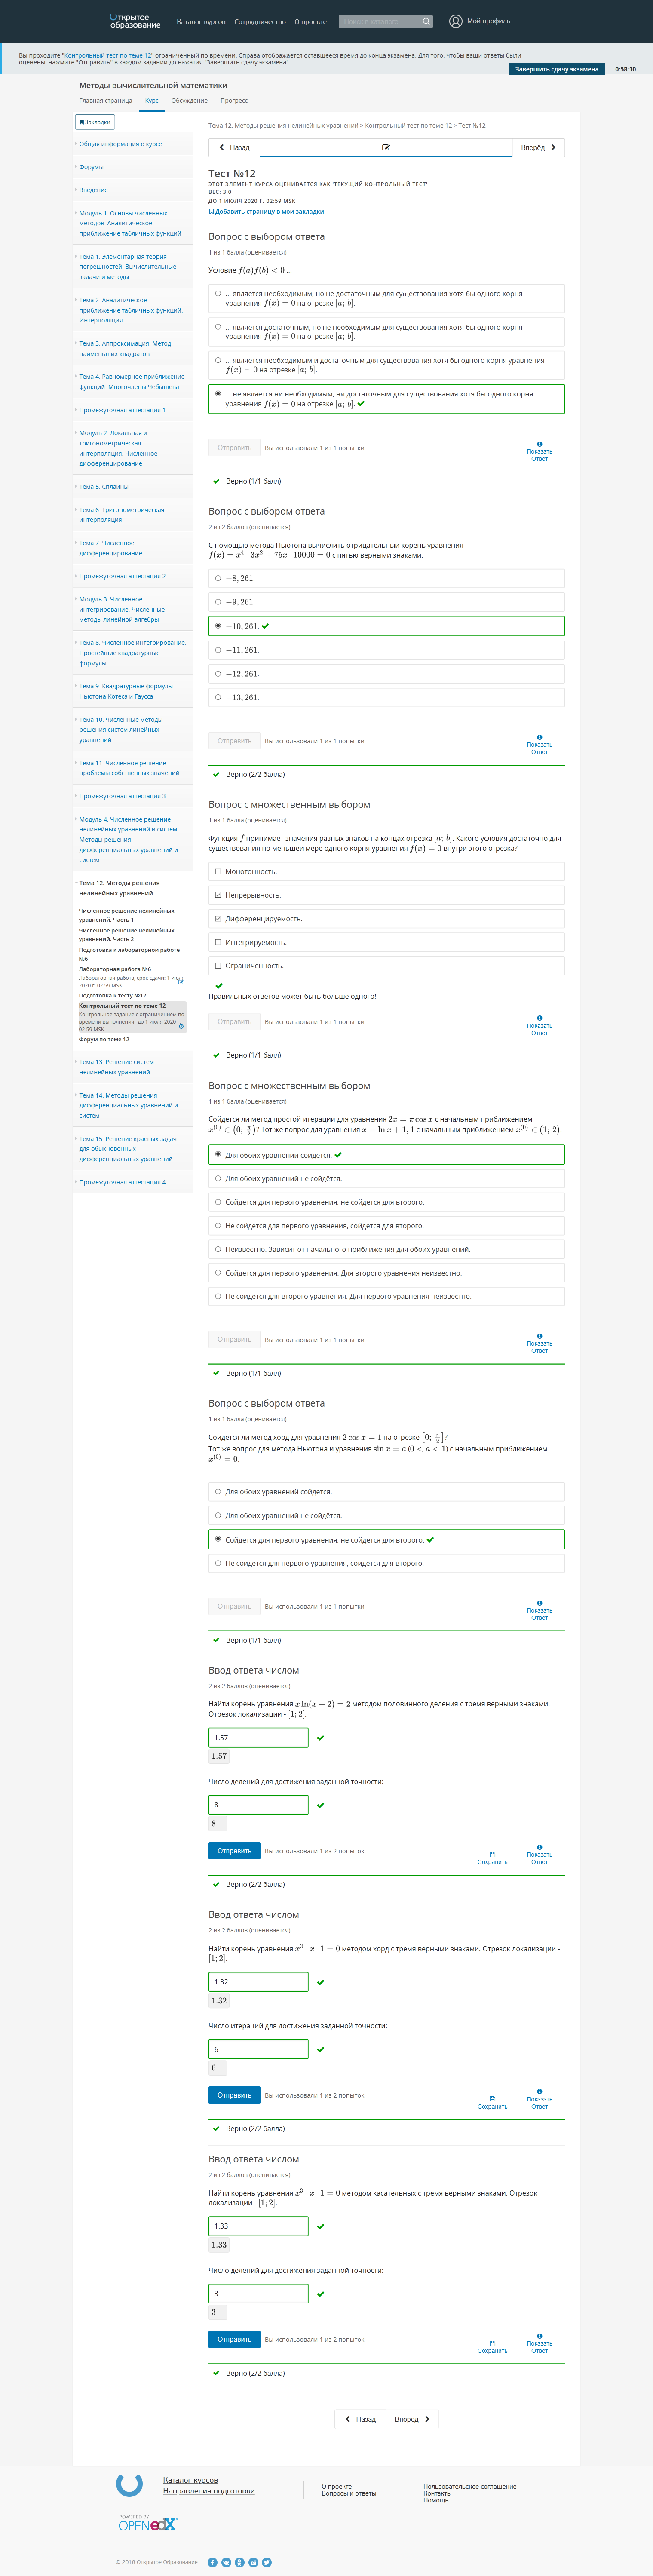 Открытое
образование
Каталог курсов
Сотрудничество
О проекте
Поиск в каталоге
Мой профиль
Вы проходите "Контрольный тест по теме 12" ограниченный по времени. Справа отображается оставшееся время до конца экзамена. Для того, чтобы ваши ответы были
оценены, нажмите "Отправить" в каждом задании до нажатия "Завершить сдачу экзамена".
Завершить сдачу экзамена
0:58:10
Методы вычислительной математики
Главная страница
Курс
Обсуждение
Прогресс
Закладки
Общая информация о курсе
Форумы
Введение
Модуль 1. Основы численных
методов. Аналитическое
приближение табличных функций
Тема 1. Элементарная теория
погрешностей. Вычислительные
задачи и методы
Тема 2. Аналитическое
приближение табличных функций.
Интерполяция
Тема 3. Аппроксимация. Метод
наименьших квадратов
Тема 4. Равномерное приближение
функций. Многочлены Чебышева
Промежуточная аттестация 1
Модуль 2. Локальная и
тригонометрическая
интерполяция. Численное
дифференцирование
Тема 5. Сплайны
Тема 6. Тригонометрическая
интерполяция
Тема 7. Численное
дифференцирование
Промежуточная аттестация 2
Модуль 3. Численное
интегрирование. Численные
методы линейной алгебры
Тема 8. Численное интегрирование.
Простейшие квадратурные
формулы
Тема 9. Квадратурные формулы
Ньютона-Котеса и Гаусса
Тема 10. Численные методы
решения систем линейных
уравнений
Тема 11. Численное решение
проблемы собственных значений
Промежуточная аттестация 3
Модуль 4. Численное решение
нелинейных уравнений и систем.
Методы решения
дифференциальных уравнений и
систем
Тема 12. Методы решения
нелинейных уравнений
Численное решение нелинейных
уравнений. Часть 1
Численное решение нелинейных
уравнений. Часть 2
Подготовка к лабораторной работе
№6
Лабораторная работа №6
Лабораторная работа, срок сдачи: 1 июля
2020 г. 02:59 MSK
Подготовка к тесту №12
Контрольный тест по теме 12
Контрольное задание с ограничением по
времени выполнения до 1 июля 2020 г.
02:59 MSK
Форум по теме 12
Тема 13. Решение систем
нелинейных уравнений
Тема 14. Методы решения
дифференциальных уравнений и
систем
Тема 15. Решение краевых задач
для обыкновенных
дифференциальных уравнений
Промежуточная аттестация 4
Тема 12. Методы решения нелинейных уравнений > Контрольный тест по теме 12 > Тест №12
Назад
Вперёд
Тест №12
ЭТОТ ЭЛЕМЕНТ КУРСА ОЦЕНИВАЕТСЯ КАК 'ТЕКУЩИЙ КОНТРОЛЬНЫЙ ТЕСТ'
ВЕС: 3.0
ДО 1 ИЮЛЯ 2020 Г. 02:59 MSK
Добавить страницу в мои закладки
Вопрос с выбором ответа
1 из 1 балла (оценивается)
Условие f(a)f(b) < 0 ...
... является необходимым, но не достаточным для существования хотя бы одного корня
уравнения f(x) = 0 на отрезке [a; b].
... является достаточным, но не необходимым для существования хотя бы одного корня
уравнения f(x) = 0 на отрезке [a; b].
... является необходимым и достаточным для существования хотя бы одного корня уравнения
f(x) = 0 на отрезке [a; b].
... не является ни необходимым, ни достаточным для существования хотя бы одного корня
уравнения f(x) = 0 на отрезке [a; b].
Отправить
Вы использовали 1 из 1 попытки
Показать
Ответ
Верно (1/1 балл)
Вопрос с выбором ответа
2 из 2 баллов (оценивается)
С помощью метода Ньютона вычислить отрицательный корень уравнения
f(x) = x⁴–3x² + 75x–10000 = 0 с пятью верными знаками.
−8, 261.
−9, 261.
−10, 261.
−11, 261.
−12, 261.
−13, 261.
Отправить
Вы использовали 1 из 1 попытки
Показать
Ответ
Верно (2/2 балла)
Вопрос с множественным выбором
1 из 1 балла (оценивается)
Функция f принимает значения разных знаков на концах отрезка [a; b]. Какого условия достаточно для
существования по меньшей мере одного корня уравнения f(x) = 0 внутри этого отрезка?
Монотонность.
Непрерывность.
Дифференцируемость.
Интегрируемость.
Ограниченность.
Правильных ответов может быть больше одного!
Отправить
Вы использовали 1 из 1 попытки
Показать
Ответ
Верно (1/1 балл)
Вопрос с множественным выбором
1 из 1 балла (оценивается)
Сойдётся ли метод простой итерации для уравнения 2x = π cos x с начальным приближением
x⁽⁰⁾ ∈ (0; π/2)? Тот же вопрос для уравнения x = ln x + 1, 1 с начальным приближением x⁽⁰⁾ ∈ (1; 2).
Для обоих уравнений сойдётся.
Для обоих уравнений не сойдётся.
Сойдётся для первого уравнения, не сойдётся для второго.
Не сойдётся для первого уравнения, сойдётся для второго.
Неизвестно. Зависит от начального приближения для обоих уравнений.
Сойдется для первого уравнения. Для второго уравнения неизвестно.
Не сойдётся для второго уравнения. Для первого уравнения неизвестно.
Отправить
Вы использовали 1 из 1 попытки
Показать
Ответ
Верно (1/1 балл)
Вопрос с выбором ответа
1 из 1 балла (оценивается)
Сойдётся ли метод хорд для уравнения 2 cos x = 1 на отрезке [0; π/2]?
Тот же вопрос для метода Ньютона и уравнения sin x = a (0 < a < 1) с начальным приближением
x⁽⁰⁾ = 0.
Для обоих уравнений сойдётся.
Для обоих уравнений не сойдётся.
Сойдётся для первого уравнения, не сойдётся для второго.
Не сойдётся для первого уравнения, сойдётся для второго.
Отправить
Вы использовали 1 из 1 попытки
Показать
Ответ
Верно (1/1 балл)
Ввод ответа числом
2 из 2 баллов (оценивается)
Найти корень уравнения x ln(x + 2) = 2 методом половинного деления с тремя верными знаками.
Отрезок локализации - [1; 2].
1.57
1.57
Число делений для достижения заданной точности:
8
8
Отправить
Вы использовали 1 из 2 попыток
Сохранить
Показать
Ответ
Верно (2/2 балла)
Ввод ответа числом
2 из 2 баллов (оценивается)
Найти корень уравнения x³–x–1 = 0 методом хорд с тремя верными знаками. Отрезок локализации -
[1; 2].
1.32
1.32
Число итераций для достижения заданной точности:
6
6
Отправить
Вы использовали 1 из 2 попыток
Сохранить
Показать
Ответ
Верно (2/2 балла)
Ввод ответа числом
2 из 2 баллов (оценивается)
Найти корень уравнения x³–x–1 = 0 методом касательных с тремя верными знаками. Отрезок
локализации - [1; 2].
1.33
1.33
Число делений для достижения заданной точности:
3
3
Отправить
Вы использовали 1 из 2 попыток
Сохранить
Показать
Ответ
Верно (2/2 балла)
Назад
Вперёд
Каталог курсов
Направления подготовки
О проекте
Вопросы и ответы
Пользовательское соглашение
Контакты
Помощь
POWERED BY
OPEN edX
© 2018 Открытое Образование